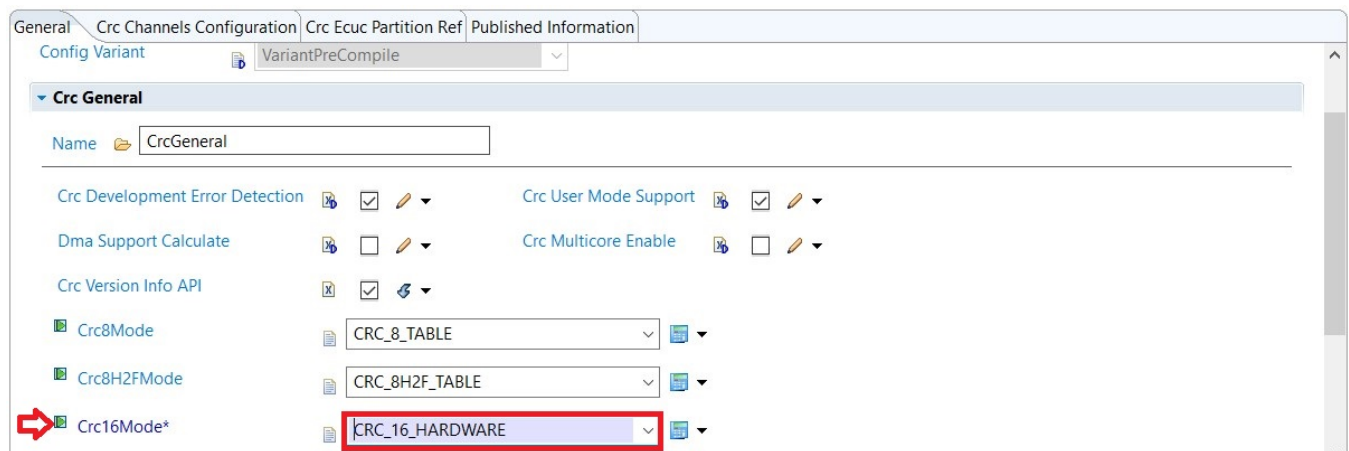 General Crc Channels Configuration Crc Ecuc Partition Ref Published Information
Config Variant VariantPreCompile
Crc General
Name CrcGeneral
Crc Development Error Detection Crc User Mode Support
Dma Support Calculate Crc Multicore Enable
Crc Version Info API
Crc8Mode CRC_8_TABLE
Crc8H2FMode CRC_8H2F_TABLE
Crc16Mode* CRC_16_HARDWARE